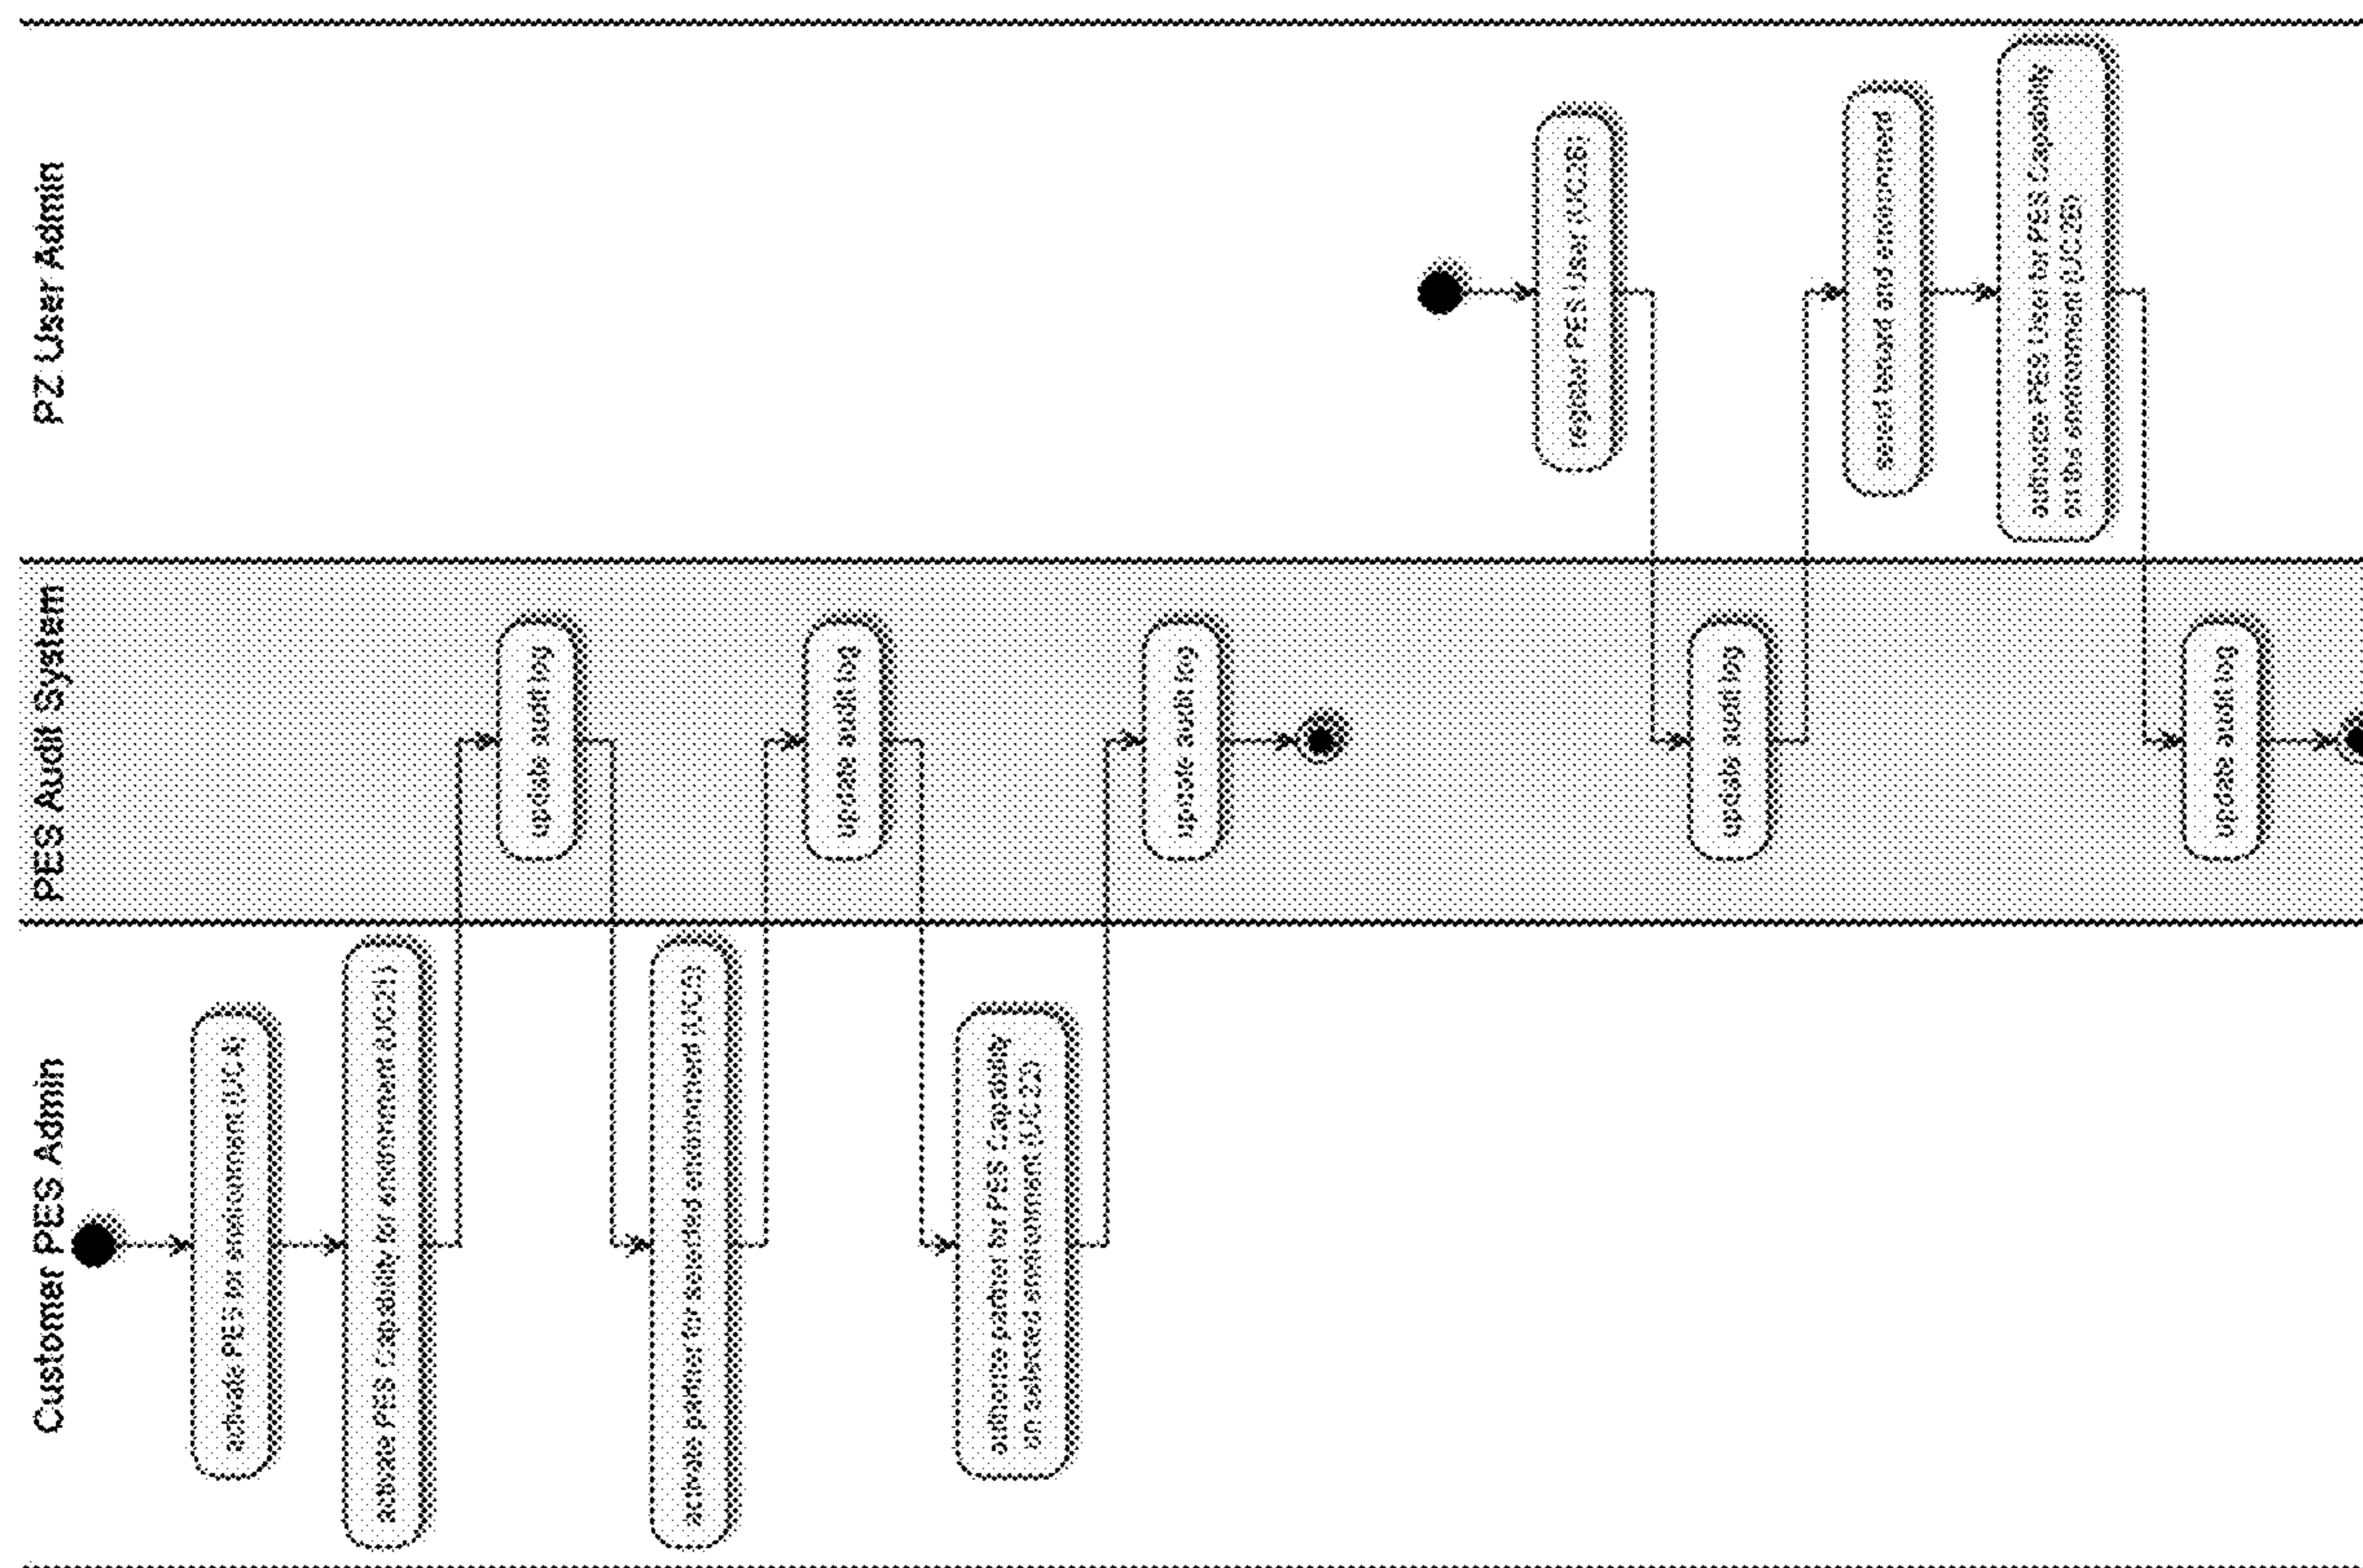 Customer PES Admin
PES Audit System
PZ User Admin
activate PES for environment (UC4)
activate PES Capability for environment (UC21)
update audit log
activate partner for selected environment (UC5)
update audit log
authorize partner for PES Capability
on selected environment (UC22)
update audit log
register PES User (UC28)
update audit log
select tenant and environment
authorize PES User for PES Capability
on the environment
update audit log